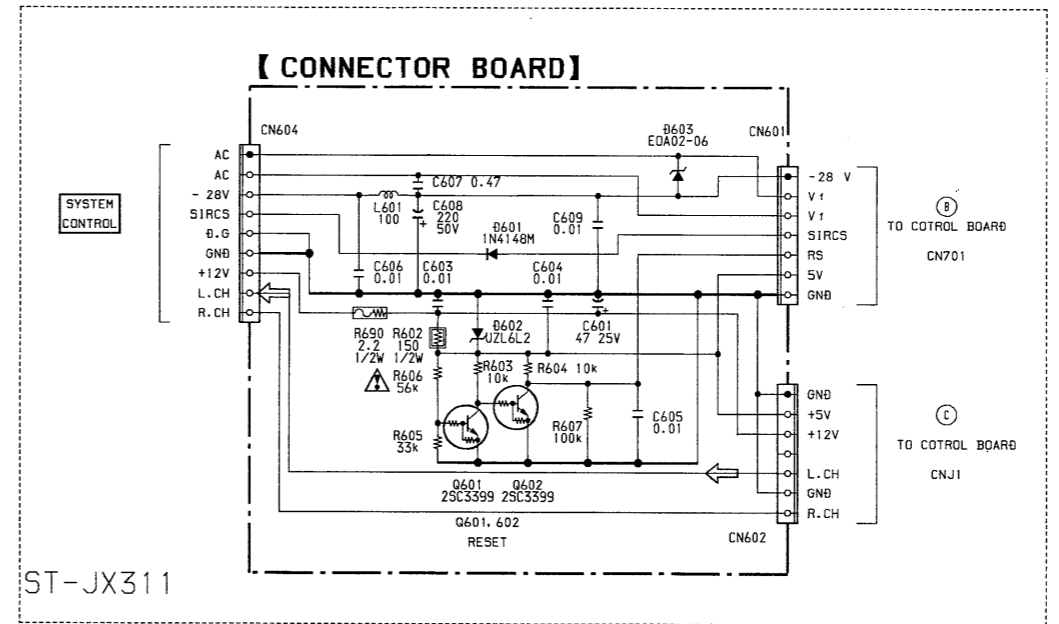 【 CONNECTOR BOARD】
CN604
AC
AC
- 28V
SIRCS
D.G
GND
+12V
L.CH
R.CH
SYSTEM
CONTROL
C607 0.47
L601
100
C608
220
50V
+
D603
EDA02-06
C609
0.01
D601
1N4148M
C606
0.01
C603
0.01
C604
0.01
R690
2.2
1/2W
R602
150
1/2W
D602
UZL6L2
C601
47 25V
+
R606
56k
R603
10k
R604 10k
R605
33k
R607
100k
C605
0.01
Q601
2SC3399
Q602
2SC3399
Q601, 602
RESET
CN601
-28 V
Vf
Vf
SIRCS
RS
5V
GND
B
TO COTROL BOARD
CN701
GND
+5V
+12V
L.CH
GND
R.CH
CN602
C
TO COTROL BOARD
CNJ1
ST-JX311